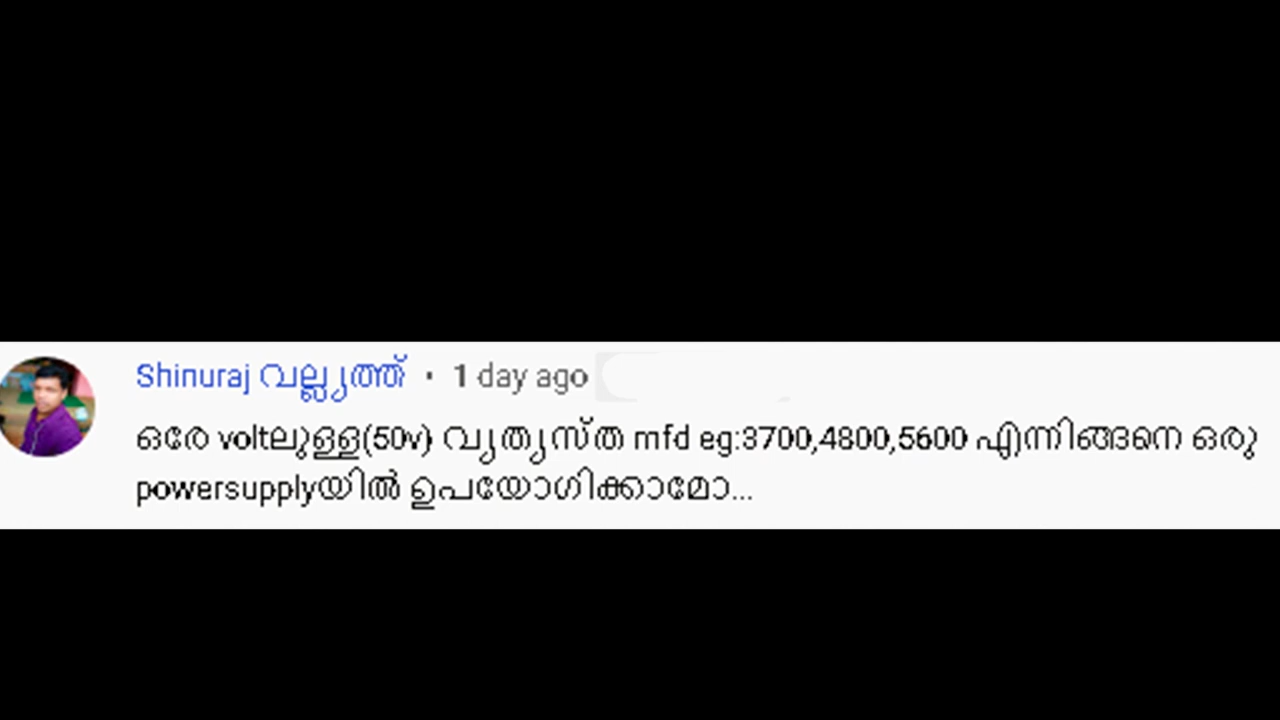 Shinuraj വല്ല്യത്ത് · 1 day ago
ഒരേ voltലുള്ള(50v) വ്യത്യസ്ത mfd eg:3700,4800,5600 എന്നിങ്ങനെ ഒരു
powersupplyയിൽ ഉപയോഗിക്കാമോ...